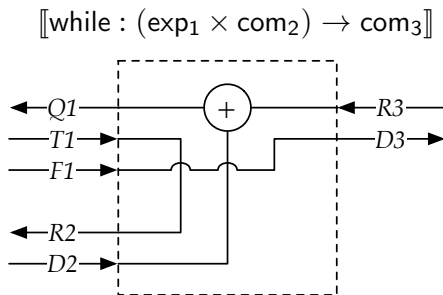 ⟦while : (exp₁ × com₂) → com₃⟧
Q1
+
R3
T1
D3
F1
R2
D2